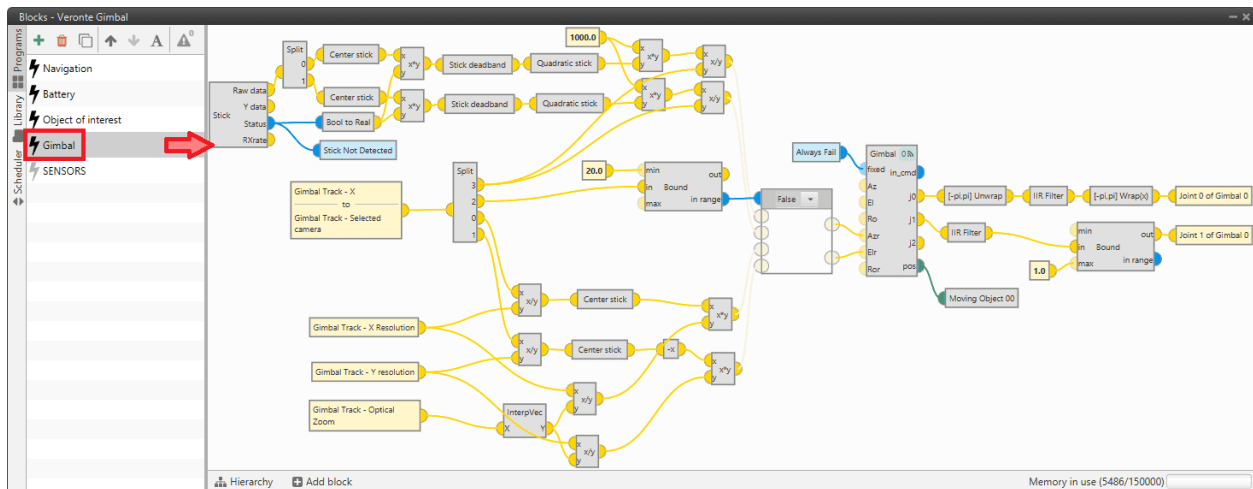 Blocks - Veronte Gimbal
Programs
Library
Scheduler
A
0
Navigation
Battery
Object of interest
Gimbal
SENSORS
Stick
Raw data
Y data
Status
RXrate
Split
0
1
Center stick
Center stick
x
x*y
y
x
x*y
y
Stick deadband
Quadratic stick
Stick deadband
Quadratic stick
1000.0
x
x*y
y
x
x*y
y
x
x/y
y
x
x/y
y
Bool to Real
Stick Not Detected
Gimbal Track - X
to
Gimbal Track - Selected
camera
Split
3
2
0
1
20.0
min
in
Bound
max
out
in range
False
Always Fail
Gimbal 0
fixed
in_cmd
Az
El
Ro
Azr
Elr
Ror
j0
j1
j2
pos
[-pi,pi] Unwrap
IIR Filter
[-pi,pi] Wrap(x)
Joint 0 of Gimbal 0
IIR Filter
min
in
Bound
max
out
in range
1.0
Joint 1 of Gimbal 0
Moving Object 00
Gimbal Track - X Resolution
Gimbal Track - Y resolution
Gimbal Track - Optical
Zoom
x
x/y
y
Center stick
x
x/y
y
Center stick
-x
x
x*y
y
x
x*y
y
InterpVec
X
Y
x
x/y
y
x
x/y
y
Hierarchy
Add block
Memory in use (5486/150000)